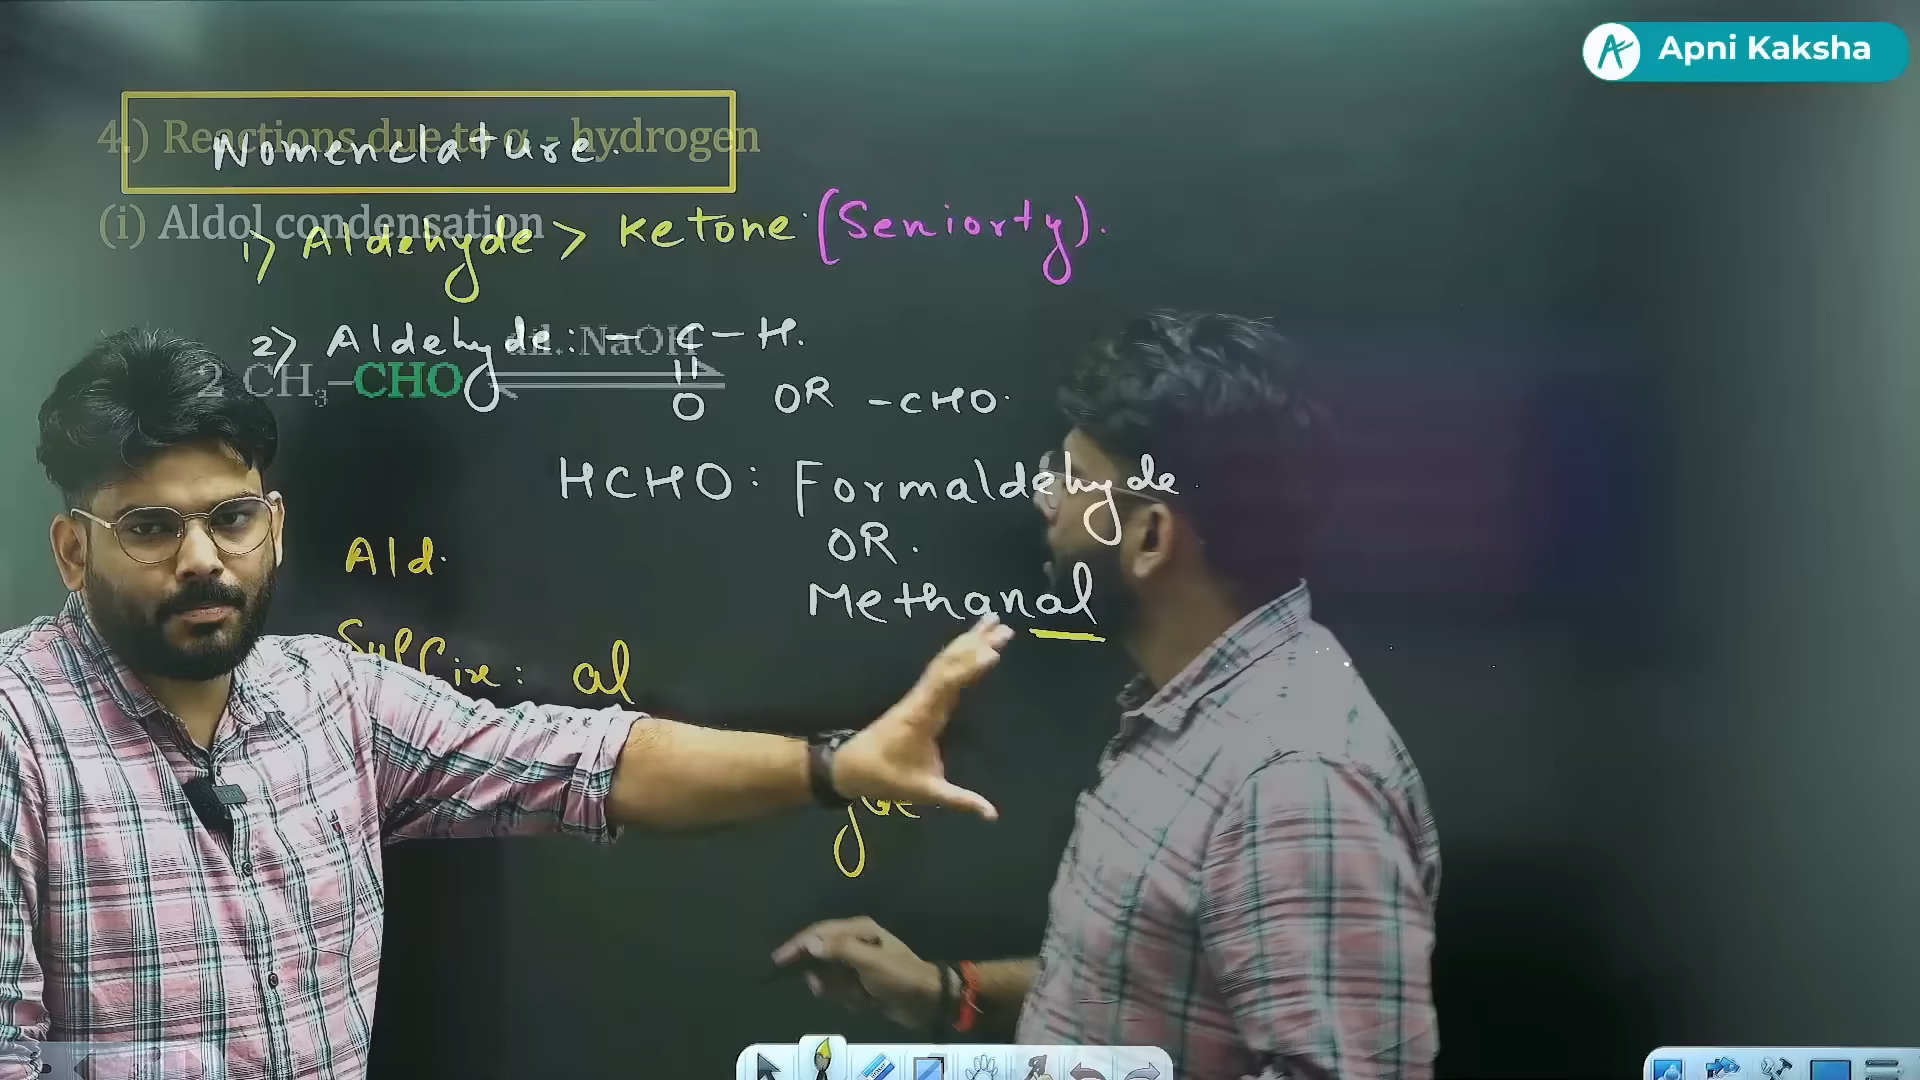 Apni Kaksha
4.) Reactions due to α - hydrogen
Nomenclature.
(i) Aldol condensation
1) Aldehyde > Ketone (Seniorty).
2) Aldehyde: - C - H.
||
O OR -CHO.
dil. NaOH
2 CH₃-CHO
HCHO: Formaldehyde
OR.
Methanal
Ald.
Suffix: al